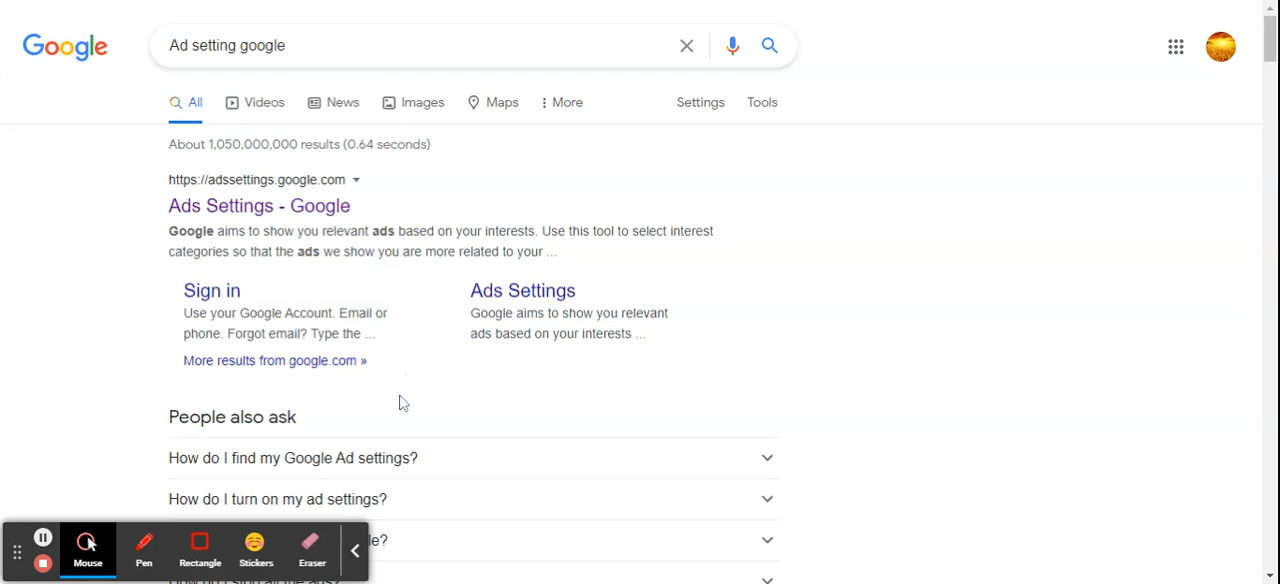 Google
Ad setting google
All Videos News Images Maps More Settings Tools
About 1,050,000,000 results (0.64 seconds)
https://adssettings.google.com
Ads Settings - Google
Google aims to show you relevant ads based on your interests. Use this tool to select interest
categories so that the ads we show you are more related to your ...
Sign in
Use your Google Account. Email or
phone. Forgot email? Type the ...
Ads Settings
Google aims to show you relevant
ads based on your interests ...
More results from google.com »
People also ask
How do I find my Google Ad settings?
How do I turn on my ad settings?
le?
Mouse Pen Rectangle Stickers Eraser